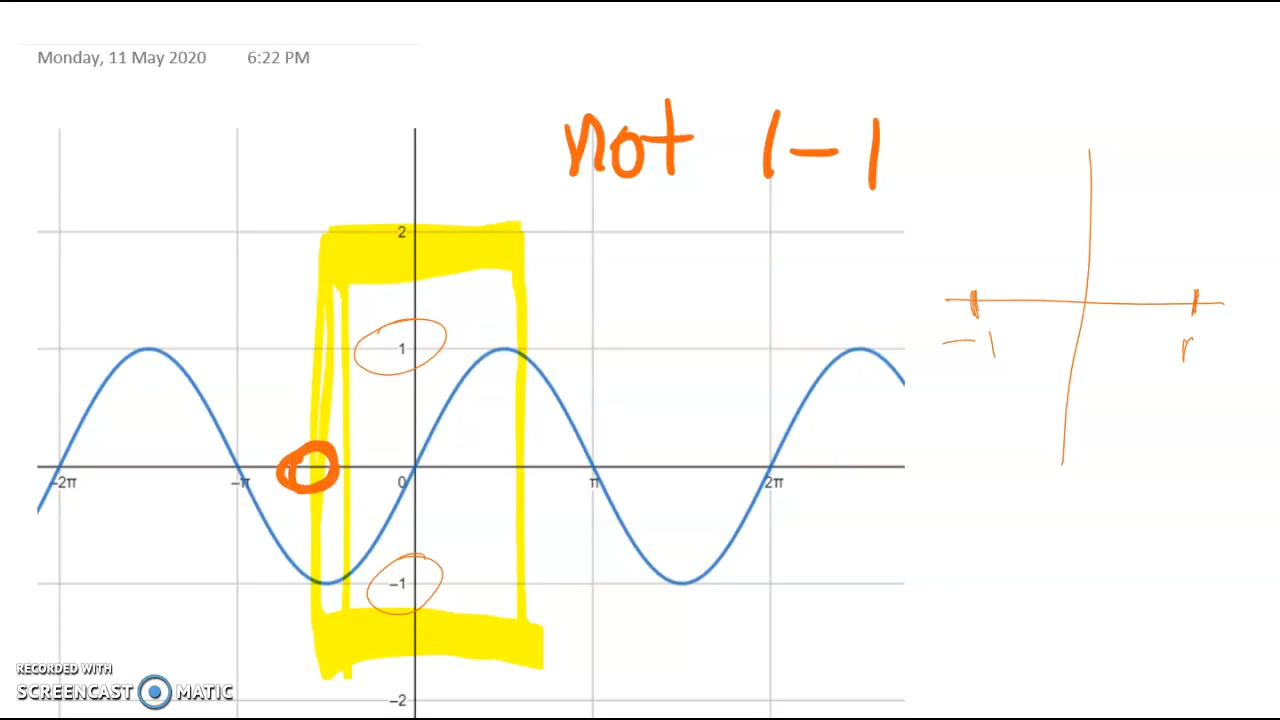 Monday, 11 May 2020 6:22 PM
not 1-1
2
1
-1
-2π
-π
0
π
2π
-1
-2
RECORDED WITH
SCREENCAST MATIC